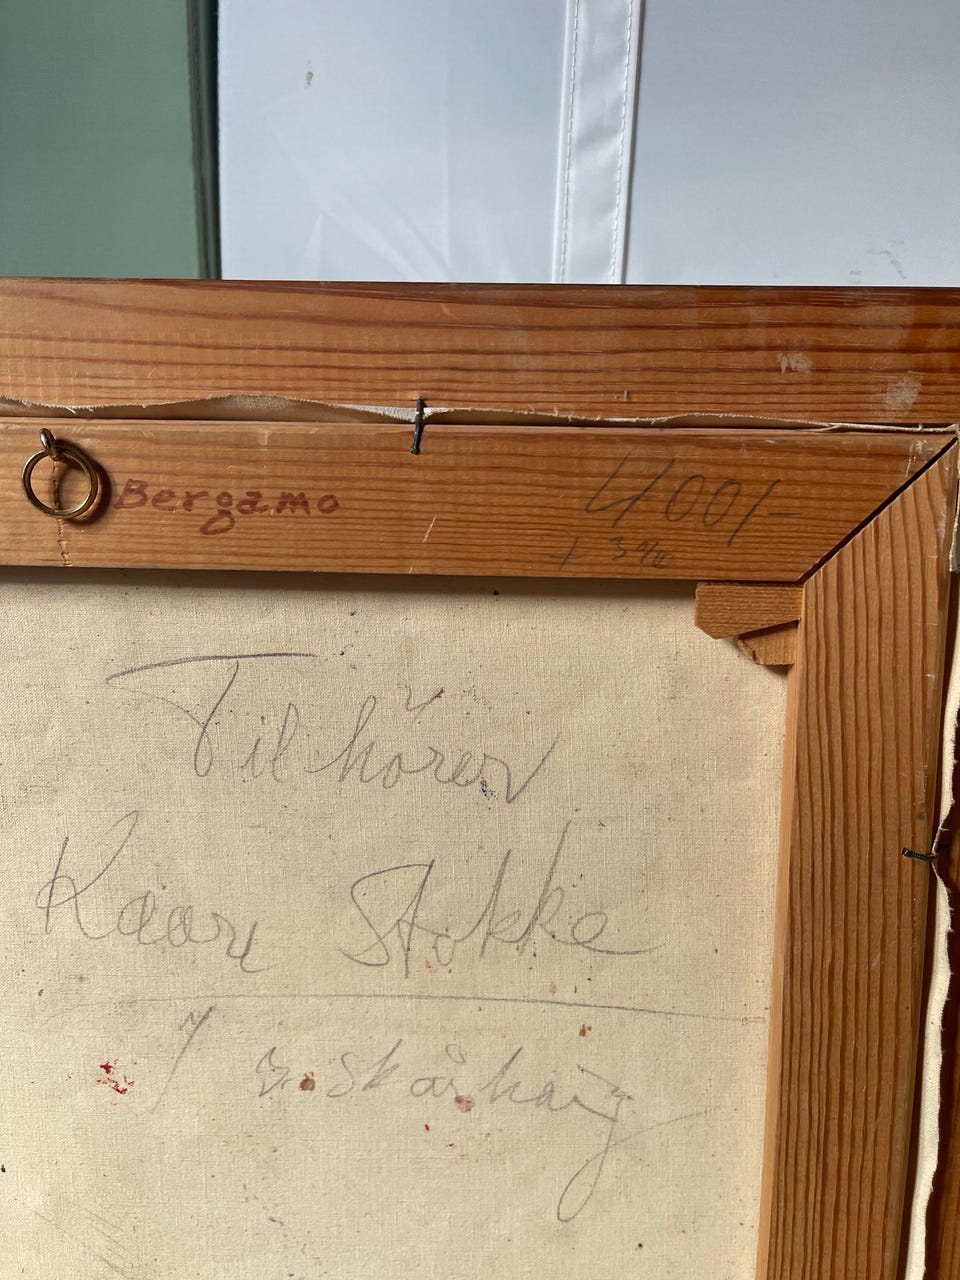 Bergamo
4001-
+ 3%
Tilhører
Kaare Stokke